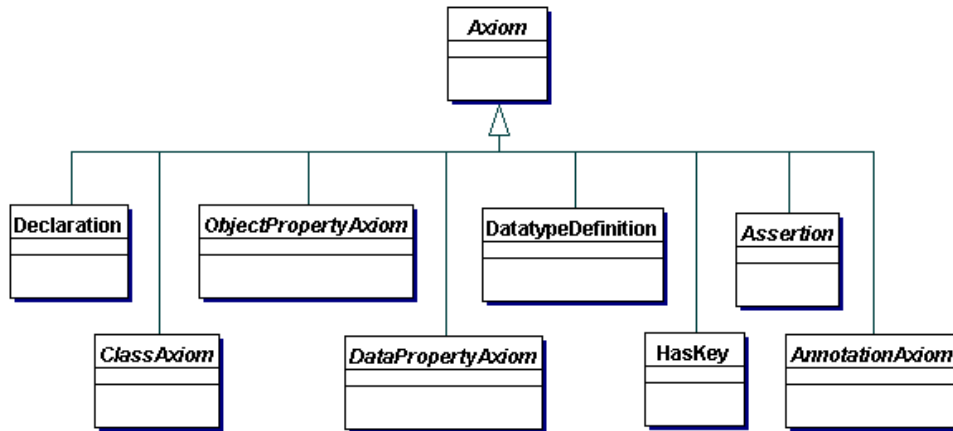 Axiom
Declaration
ObjectPropertyAxiom
DatatypeDefinition
Assertion
ClassAxiom
DataPropertyAxiom
HasKey
AnnotationAxiom